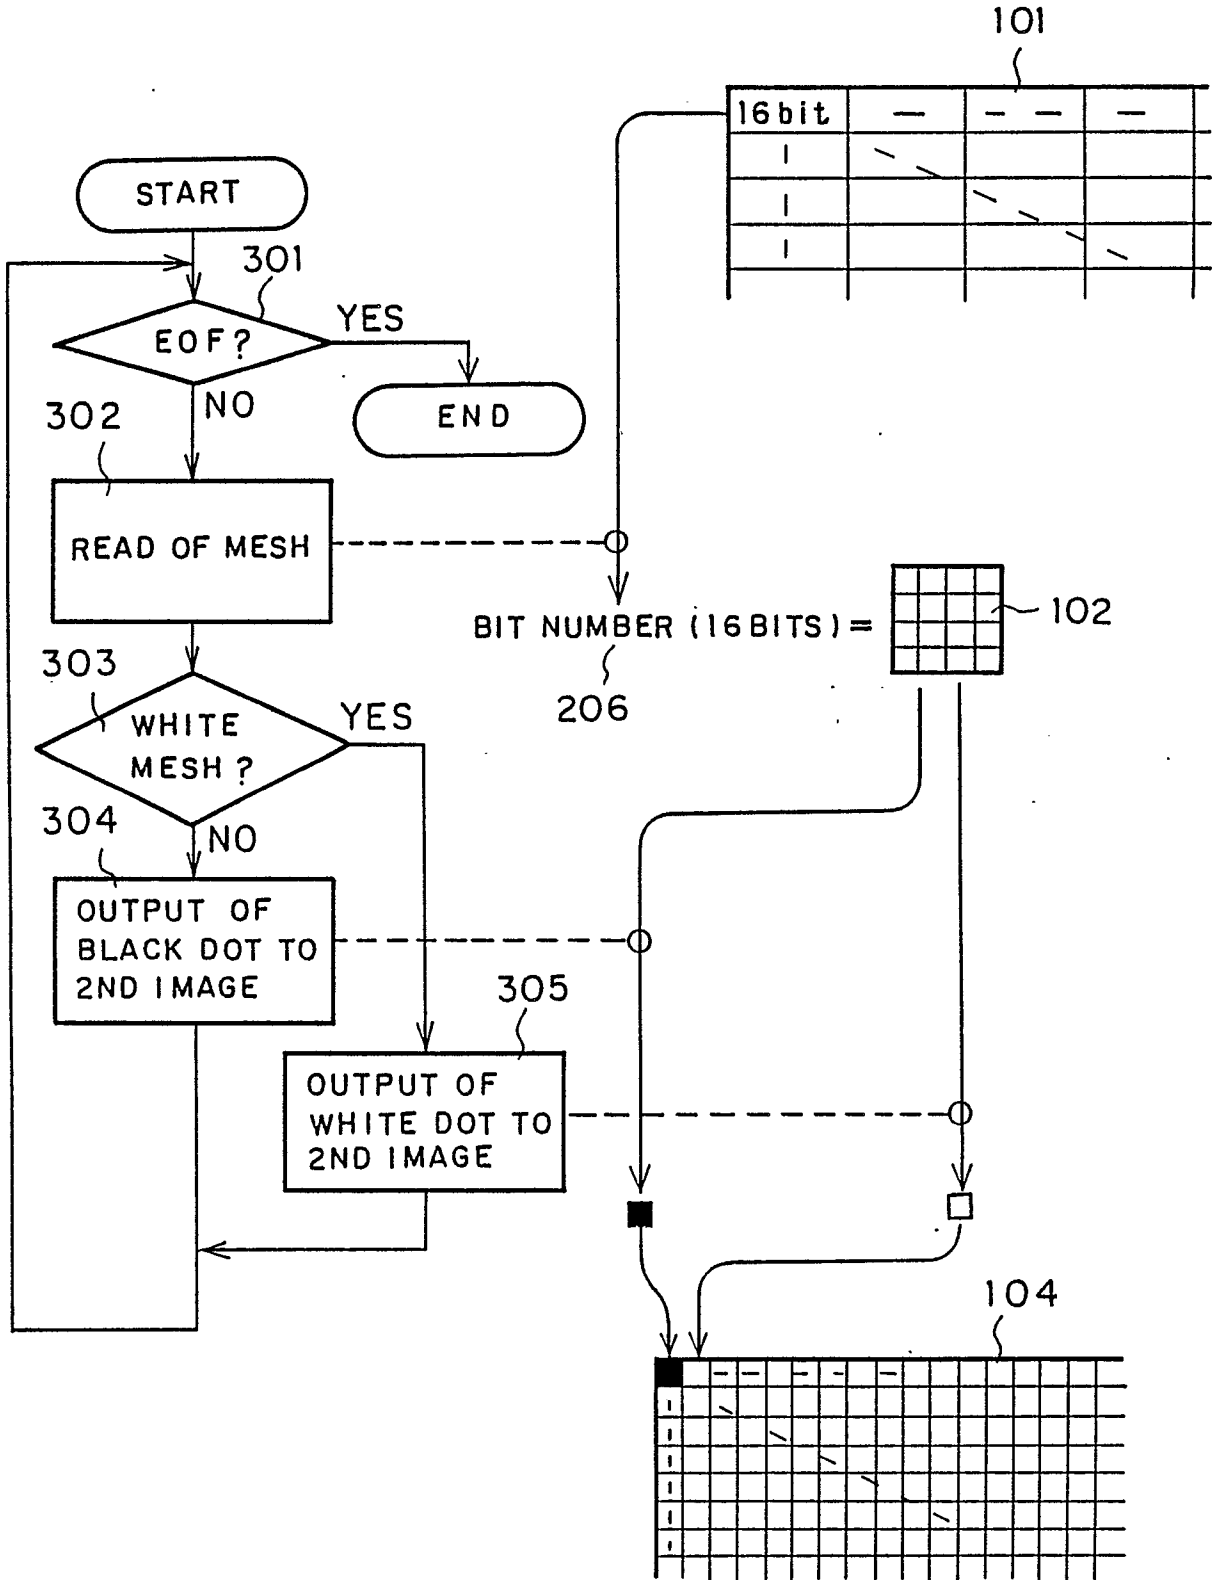 101
16bit
START
301
EOF?
YES
NO
END
302
READ OF MESH
BIT NUMBER (16BITS) =
102
206
303
WHITE
MESH?
YES
NO
304
OUTPUT OF
BLACK DOT TO
2ND IMAGE
305
OUTPUT OF
WHITE DOT TO
2ND IMAGE
104